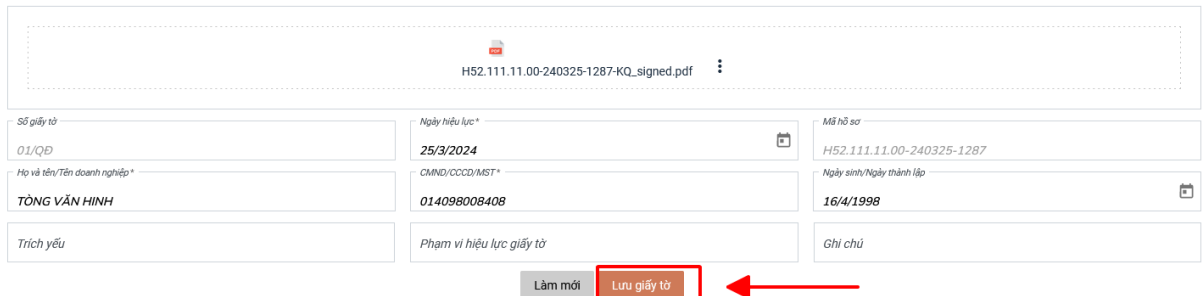 PDF
H52.111.11.00-240325-1287-KQ_signed.pdf
Số giấy tờ
Ngày hiệu lực *
Mã hồ sơ
01/QĐ
25/3/2024
H52.111.11.00-240325-1287
Họ và tên/Tên doanh nghiệp *
CMND/CCCD/MST *
Ngày sinh/Ngày thành lập
TÒNG VĂN HINH
014098008408
16/4/1998
Trích yếu
Phạm vi hiệu lực giấy tờ
Ghi chú
Làm mới
Lưu giấy tờ